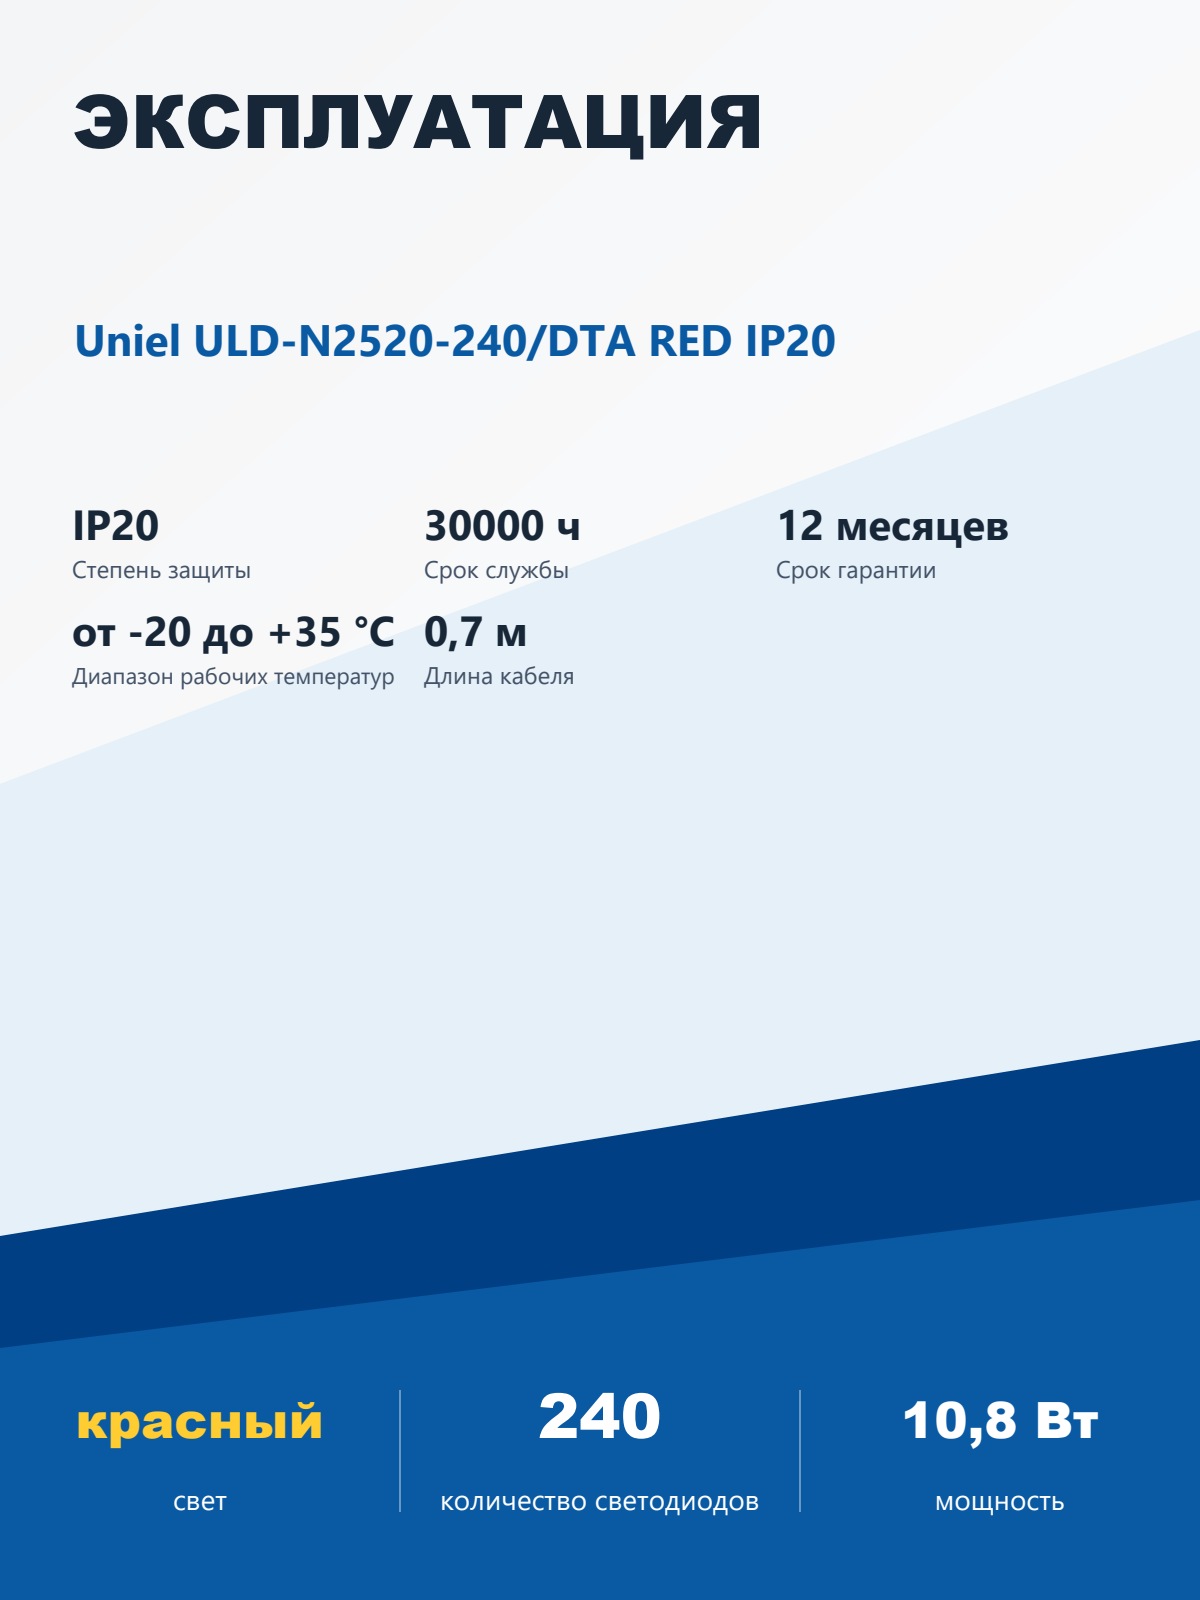 ЭКСПЛУАТАЦИЯ
Uniel ULD-N2520-240/DTA RED IP20
IP20
Степень защиты
30000 ч
Срок службы
12 месяцев
Срок гарантии
от -20 до +35 °C
Диапазон рабочих температур
0,7 м
Длина кабеля
красный
свет
240
количество светодиодов
10,8 Вт
мощность